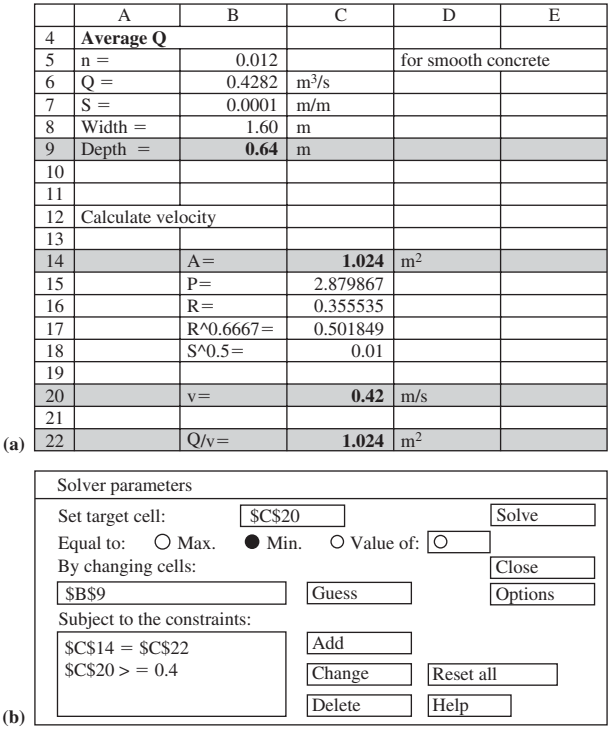 A B C D E
4 Average Q
5 n = 0.012 for smooth concrete
6 Q = 0.4282 m³/s
7 S = 0.0001 m/m
8 Width = 1.60 m
9 Depth = 0.64 m
10
11
12 Calculate velocity
13
14 A= 1.024 m²
15 P= 2.879867
16 R= 0.355535
17 R^0.6667= 0.501849
18 S^0.5= 0.01
19
20 v= 0.42 m/s
21
(a) 22 Q/v= 1.024 m²
Solver parameters
Set target cell: $C$20 Solve
Equal to: Max. Min. Value of:
By changing cells: Close
$B$9 Guess Options
Subject to the constraints:
$C$14 = $C$22 Add
$C$20 > = 0.4 Change Reset all
(b) Delete Help